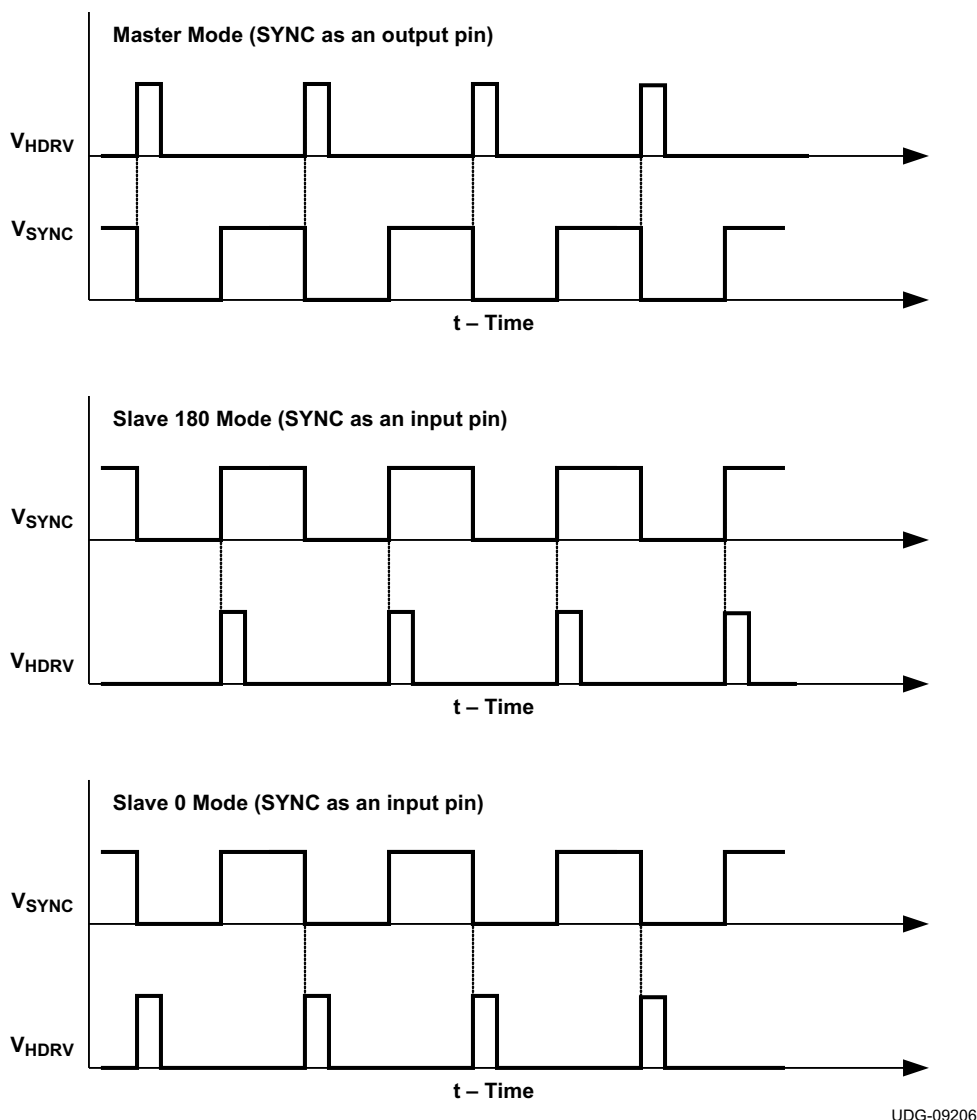 Master Mode (SYNC as an output pin)
VHDRV
VSYNC
t – Time
Slave 180 Mode (SYNC as an input pin)
VSYNC
VHDRV
t – Time
Slave 0 Mode (SYNC as an input pin)
VSYNC
VHDRV
t – Time
UDG-09206